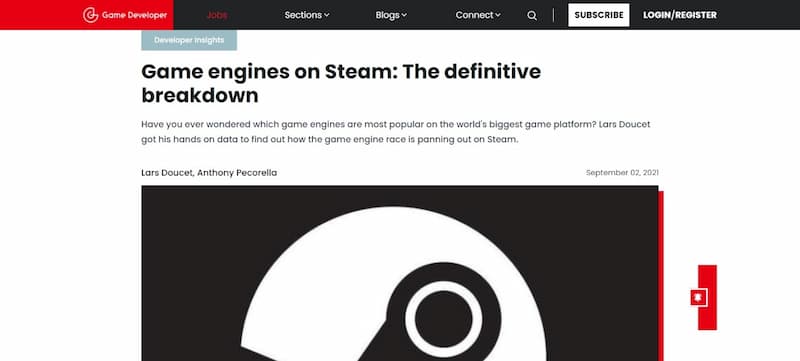 Game Developer Jobs Sections Blogs Connect SUBSCRIBE LOGIN/REGISTER
Developer Insights
Game engines on Steam: The definitive
breakdown
Have you ever wondered which game engines are most popular on the world's biggest game platform? Lars Doucet
got his hands on data to find out how the game engine race is panning out on Steam.
Lars Doucet, Anthony Pecorella September 02, 2021